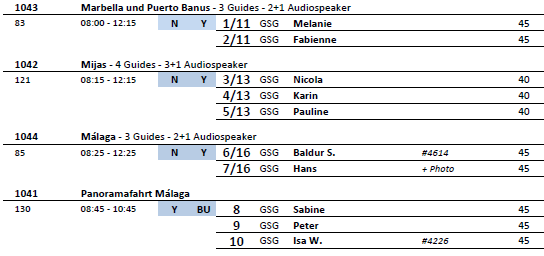 1043 Marbella und Puerto Banus - 3 Guides - 2+1 Audiospeaker
83 08:00 - 12:15 N Y 1/11 GSG Melanie 45
2/11 GSG Fabienne 45
1042 Mijas - 4 Guides - 3+1 Audiospeaker
121 08:15 - 12:15 N Y 3/13 GSG Nicola 40
4/13 GSG Karin 40
5/13 GSG Pauline 40
1044 Málaga - 3 Guides - 2+1 Audiospeaker
85 08:25 - 12:25 N Y 6/16 GSG Baldur S. #4614 45
7/16 GSG Hans + Photo 45
1041 Panoramafahrt Málaga
130 08:45 - 10:45 Y BU 8 GSG Sabine 45
9 GSG Peter 45
10 GSG Isa W. #4226 45